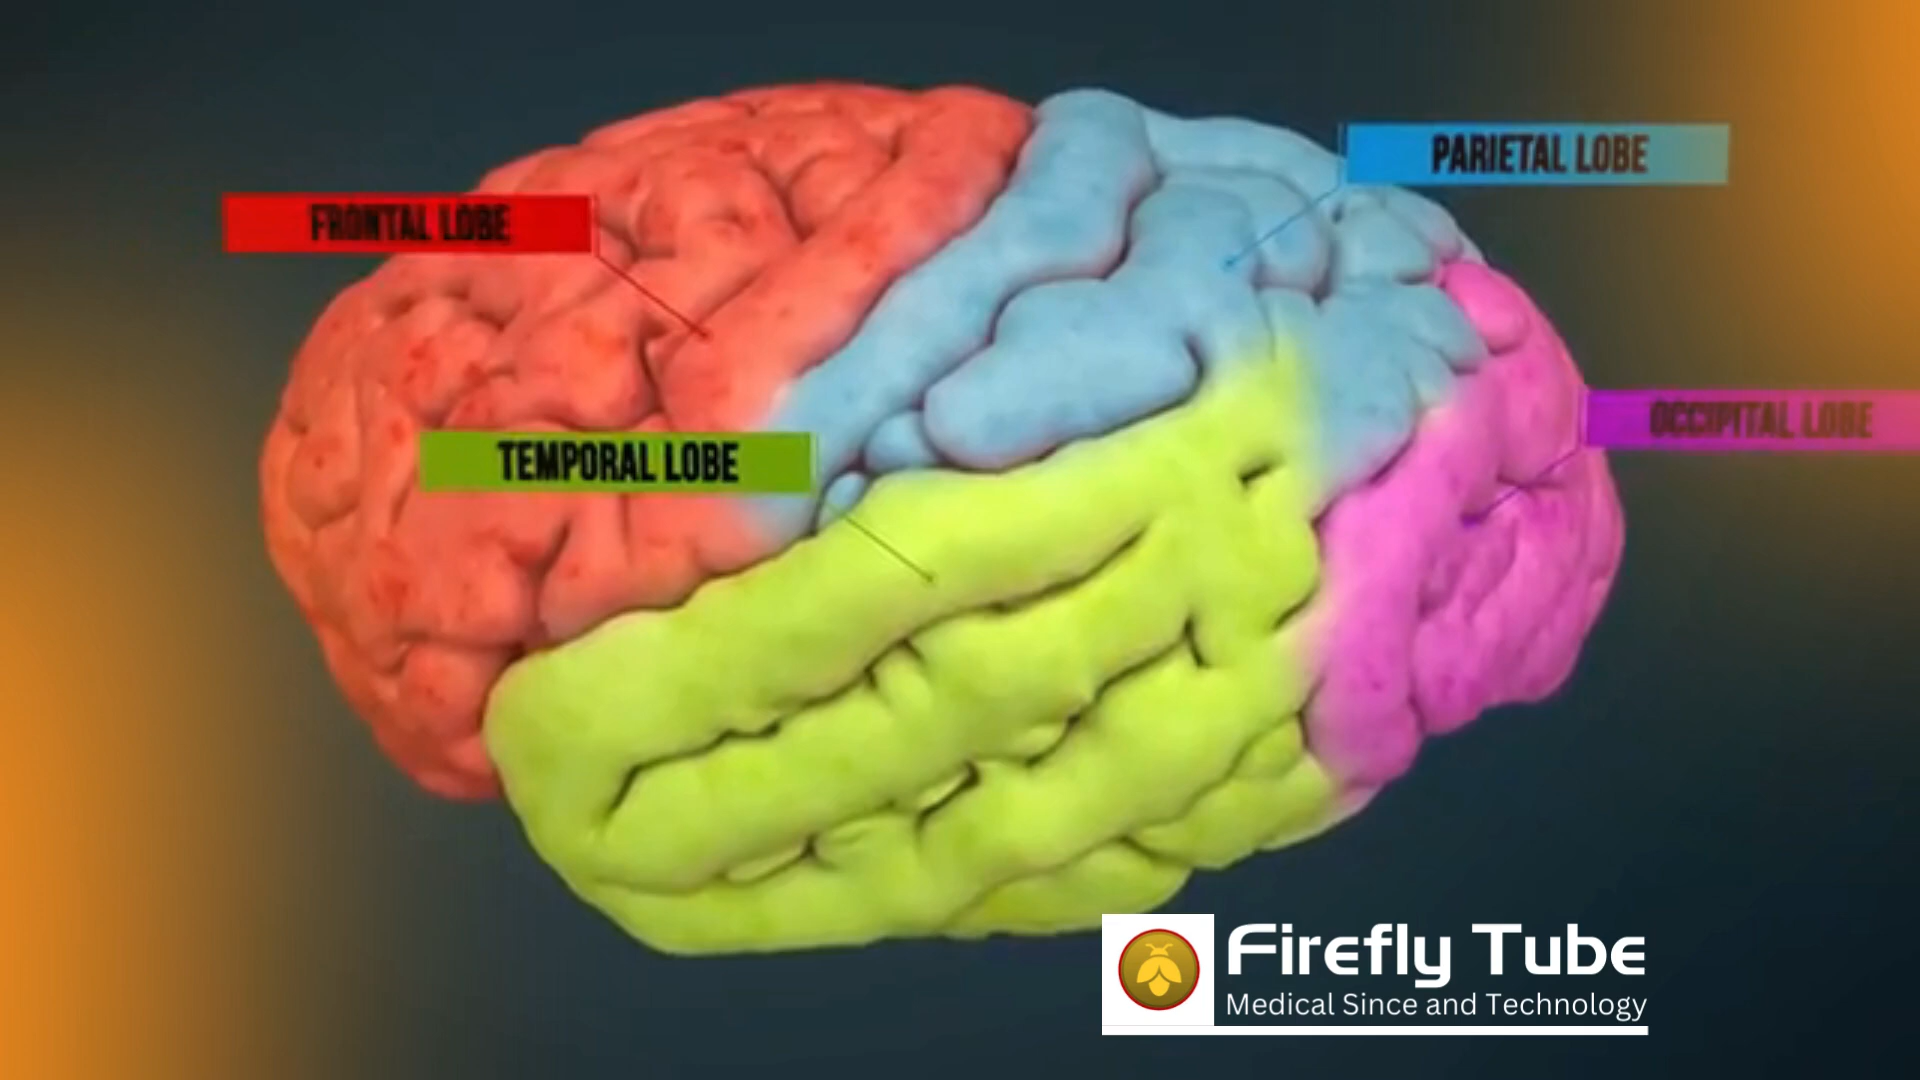 PARIETAL LOBE
FRONTAL LOBE
OCCIPITAL LOBE
TEMPORAL LOBE
Firefly Tube
Medical Since and Technology